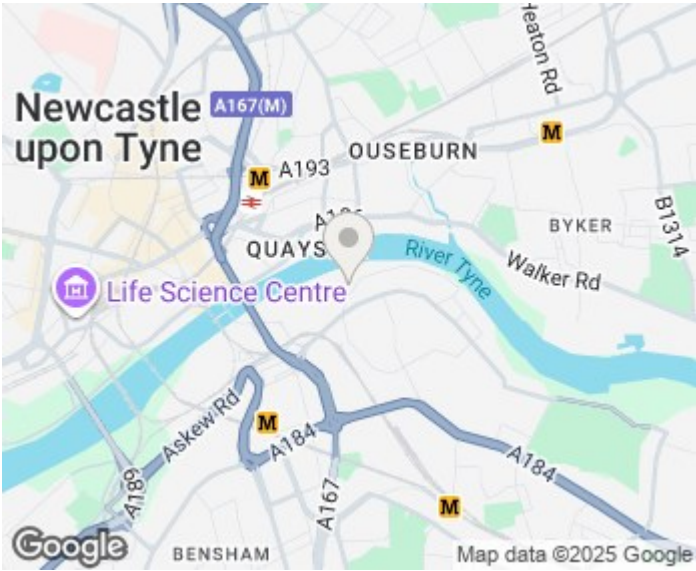 Heaton Rd
Newcastle
upon Tyne
A167(M)
M
M
A193
OUSEBURN
B1314
BYKER
QUAYS
River Tyne
Walker Rd
Life Science Centre
Askew Rd
M
A184
A184
A189
A167
M
Google
BENSHAM
Map data ©2025 Google